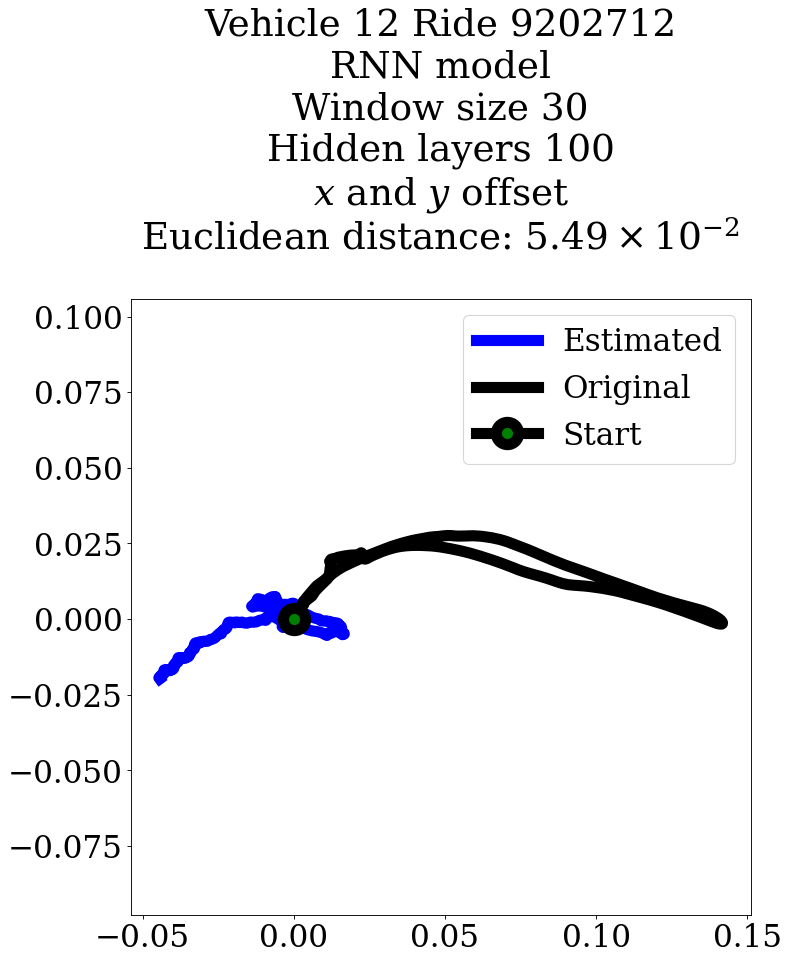 Vehicle 12 Ride 9202712
RNN model
Window size 30
Hidden layers 100
x and y offset
Euclidean distance: 5.49 × 10⁻²
Estimated
Original
Start
0.100
0.075
0.050
0.025
0.000
−0.025
−0.050
−0.075
−0.05 0.00 0.05 0.10 0.15